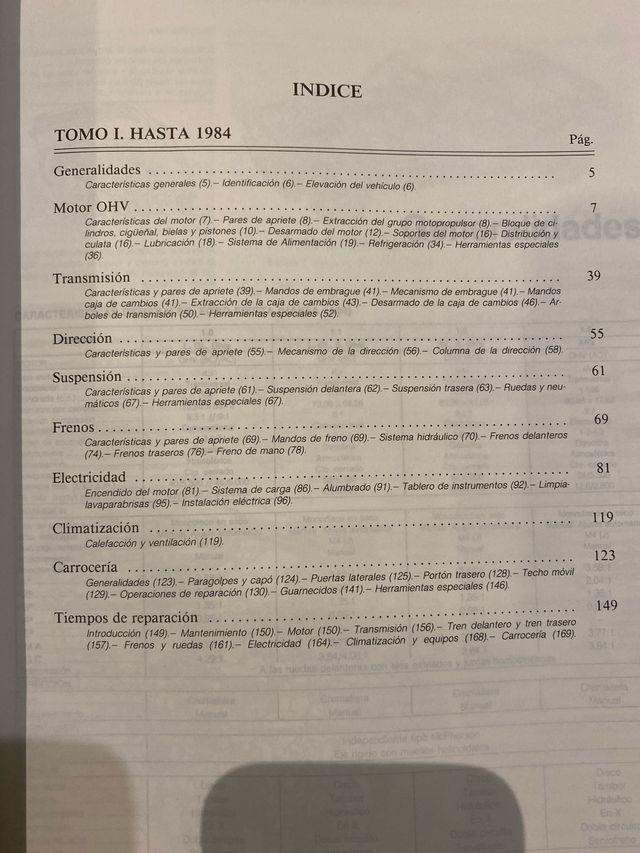 INDICE
TOMO I. HASTA 1984 Pág.
Generalidades 5
Características generales (5).– Identificación (6).– Elevación del vehículo (6).
Motor OHV 7
Características del motor (7).– Pares de apriete (8).– Extracción del grupo motopropulsor (8).– Bloque de ci-
lindros, cigüeñal, bielas y pistones (10).– Desarmado del motor (12).– Soportes del motor (16)– Distribución y
culata (16).– Lubricación (18).– Sistema de Alimentación (19).– Refrigeración (34).– Herramientas especiales
(36).
Transmisión 39
Características y pares de apriete (39).– Mandos de embrague (41).– Mecanismo de embrague (41).– Mandos
caja de cambios (41).– Extracción de la caja de cambios (43).– Desarmado de la caja de cambios (46).– Ar-
boles de transmisión (50).– Herramientas especiales (52).
Dirección 55
Características y pares de apriete (55).– Mecanismo de la dirección (56).– Columna de la dirección (58).
Suspensión 61
Características y pares de apriete (61).– Suspensión delantera (62).– Suspensión trasera (63).– Ruedas y neu-
máticos (67).– Herramientas especiales (67).
Frenos 69
Características y pares de apriete (69).– Mandos de freno (69).– Sistema hidráulico (70).– Frenos delanteros
(74).– Frenos traseros (76).– Freno de mano (78).
Electricidad 81
Encendido del motor (81).– Sistema de carga (86).– Alumbrado (91).– Tablero de instrumentos (92).– Limpia-
lavaparabrisas (95).– Instalación eléctrica (96).
Climatización 119
Calefacción y ventilación (119).
Carrocería 123
Generalidades (123).– Paragolpes y capó (124).– Puertas laterales (125).– Portón trasero (128).– Techo móvil
(129).– Operaciones de reparación (130).– Guarnecidos (141).– Herramientas especiales (146).
Tiempos de reparación 149
Introducción (149).– Mantenimiento (150).– Motor (150).– Transmisión (156).– Tren delantero y tren trasero
(157).– Frenos y ruedas (161).– Electricidad (164).– Climatización y equipos (168).– Carrocería (169).